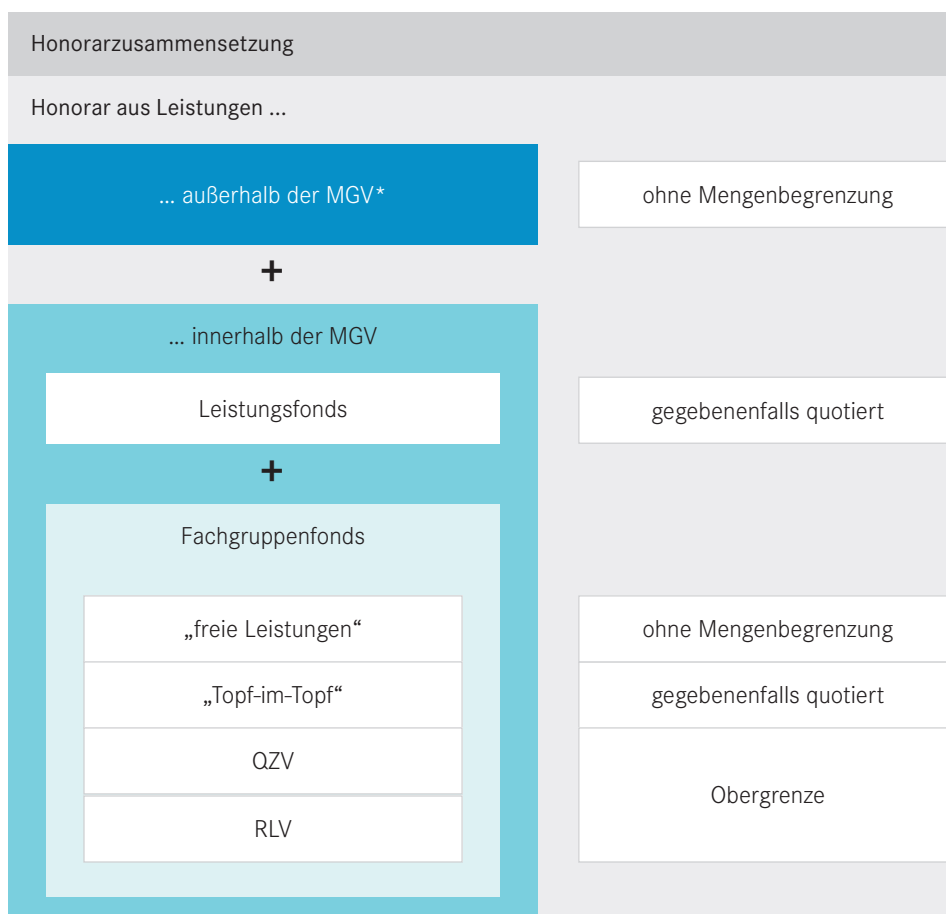 Honorarzusammensetzung
Honorar aus Leistungen ...
... außerhalb der MGV*
ohne Mengenbegrenzung
+
... innerhalb der MGV
Leistungsfonds
gegebenenfalls quotiert
+
Fachgruppenfonds
„freie Leistungen“
ohne Mengenbegrenzung
„Topf-im-Topf“
gegebenenfalls quotiert
QZV
Obergrenze
RLV